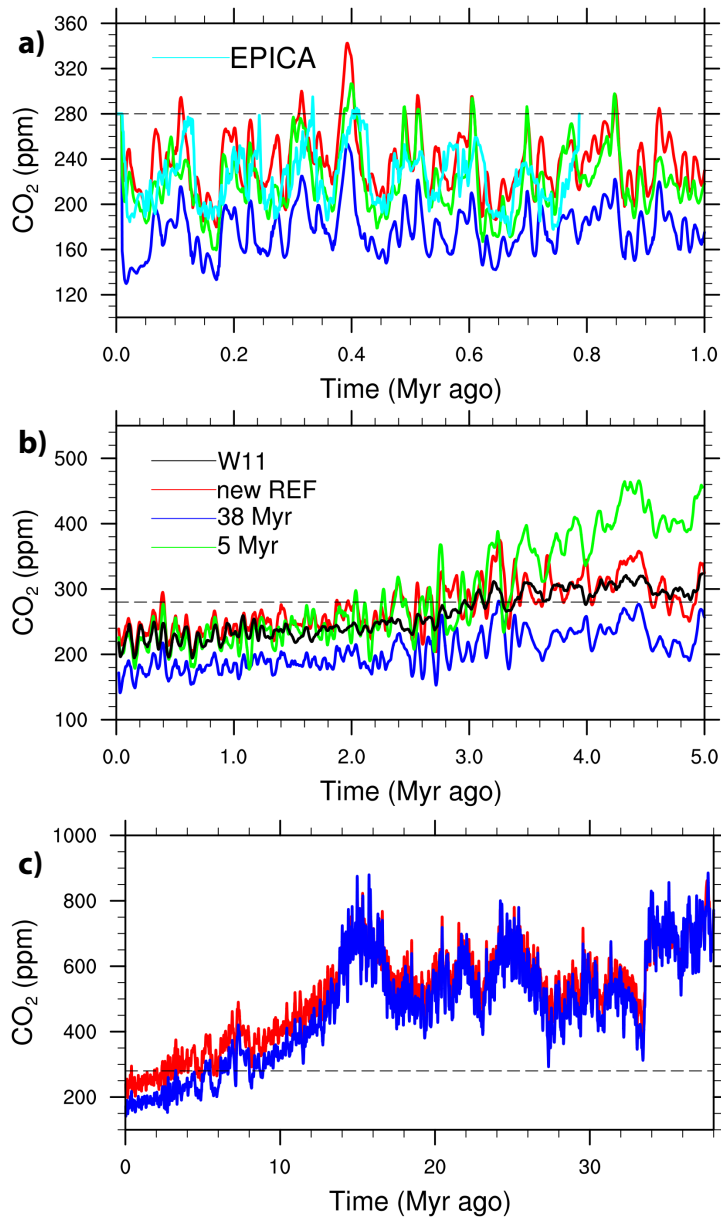 a)
EPICA
CO2 (ppm)
360
320
280
240
200
160
120
0.0 0.2 0.4 0.6 0.8 1.0
Time (Myr ago)
b)
W11
new REF
38 Myr
5 Myr
CO2 (ppm)
500
400
300
200
100
0.0 1.0 2.0 3.0 4.0 5.0
Time (Myr ago)
c)
CO2 (ppm)
1000
800
600
400
200
0 10 20 30
Time (Myr ago)